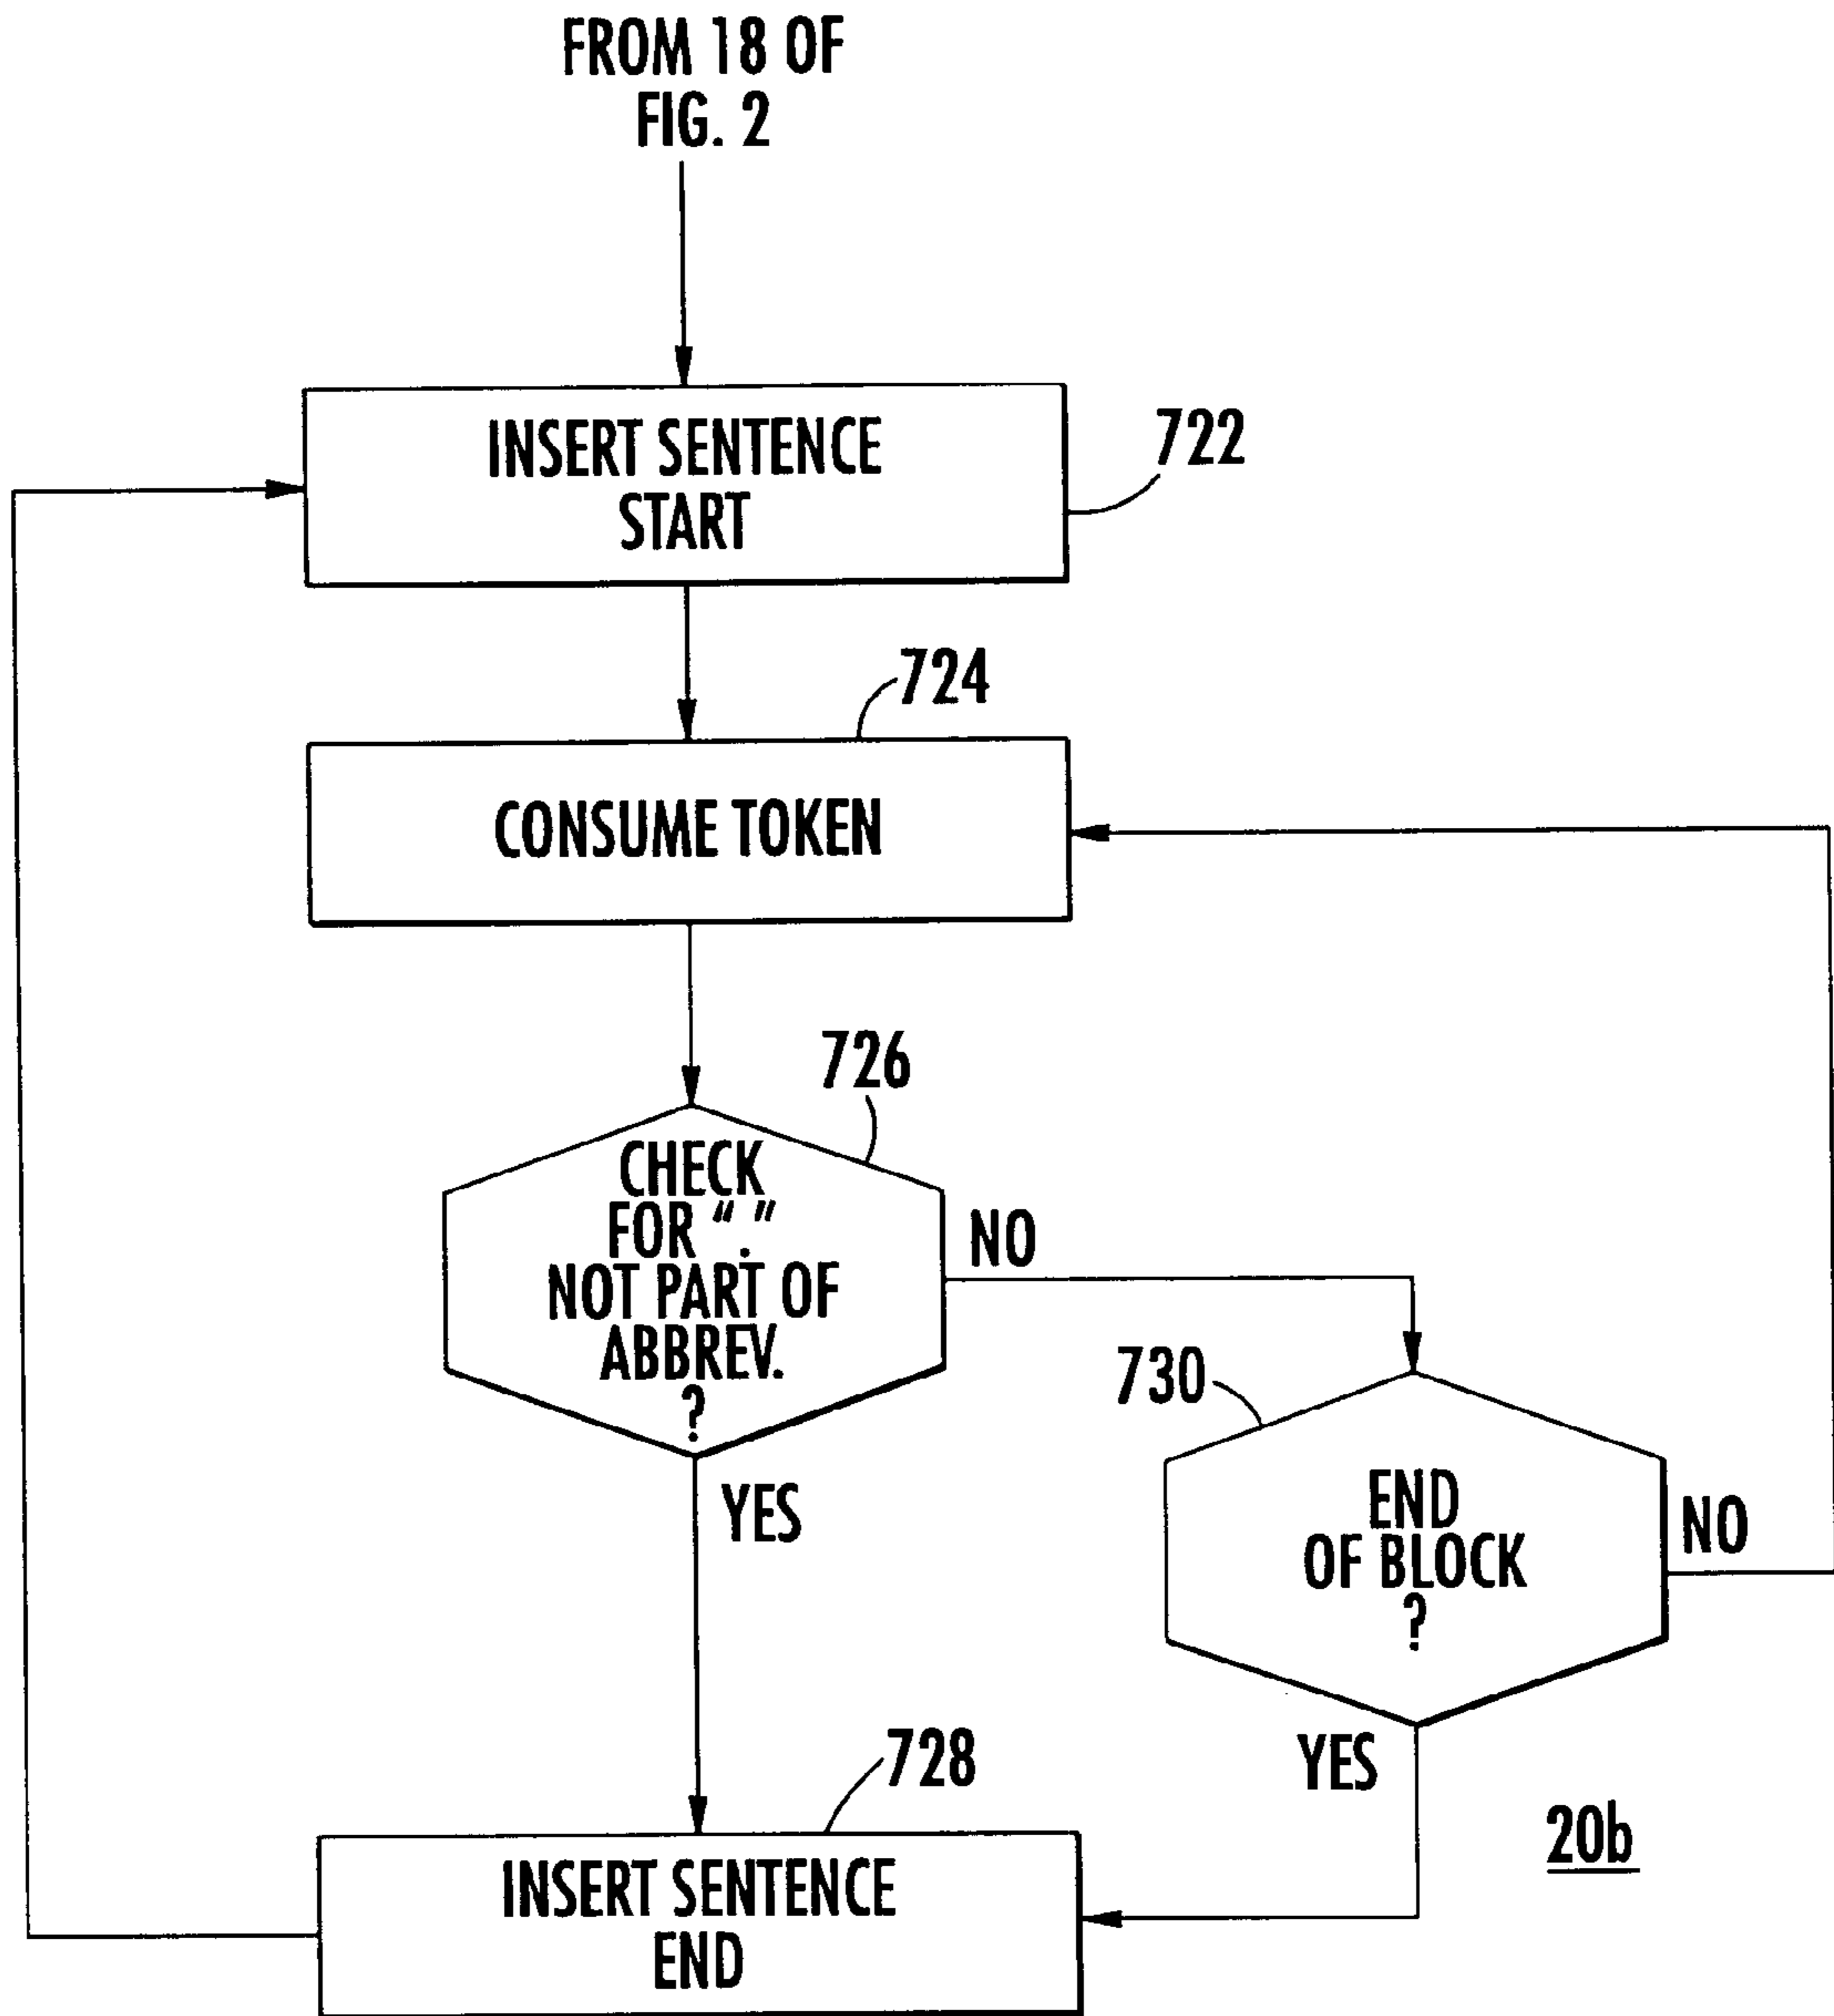 FROM 18 OF
FIG. 2
INSERT SENTENCE
START
722
724
CONSUME TOKEN
726
CHECK
FOR “.”
NOT PART OF
ABBREV.
?
NO
730
END
OF BLOCK
?
NO
YES
YES
728
INSERT SENTENCE
END
20b